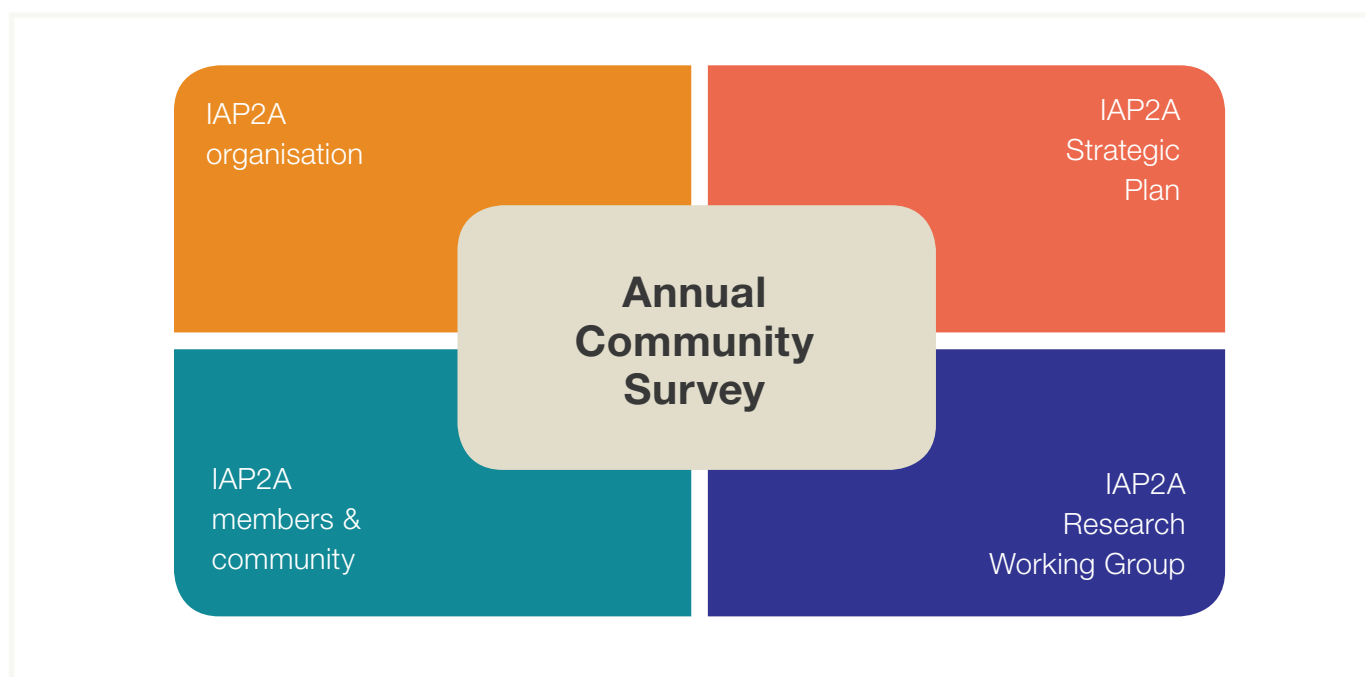 IAP2A
organisation
IAP2A
Strategic
Plan
Annual
Community
Survey
IAP2A
members &
community
IAP2A
Research
Working Group